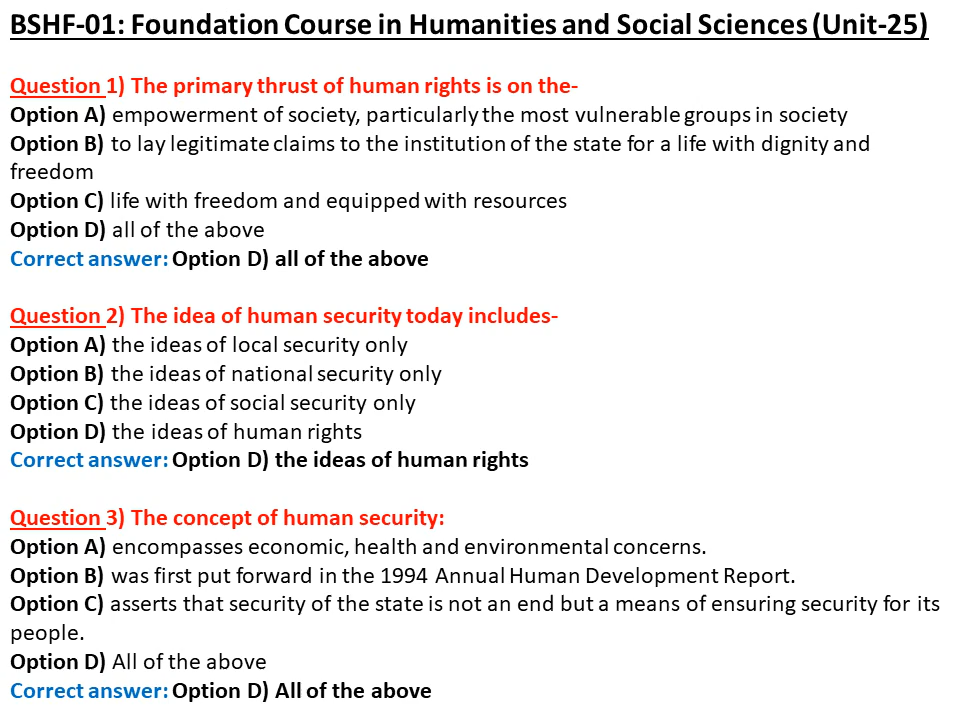 BSHF-01: Foundation Course in Humanities and Social Sciences (Unit-25)
Question 1) The primary thrust of human rights is on the-
Option A) empowerment of society, particularly the most vulnerable groups in society
Option B) to lay legitimate claims to the institution of the state for a life with dignity and
freedom
Option C) life with freedom and equipped with resources
Option D) all of the above
Correct answer: Option D) all of the above
Question 2) The idea of human security today includes-
Option A) the ideas of local security only
Option B) the ideas of national security only
Option C) the ideas of social security only
Option D) the ideas of human rights
Correct answer: Option D) the ideas of human rights
Question 3) The concept of human security:
Option A) encompasses economic, health and environmental concerns.
Option B) was first put forward in the 1994 Annual Human Development Report.
Option C) asserts that security of the state is not an end but a means of ensuring security for its
people.
Option D) All of the above
Correct answer: Option D) All of the above